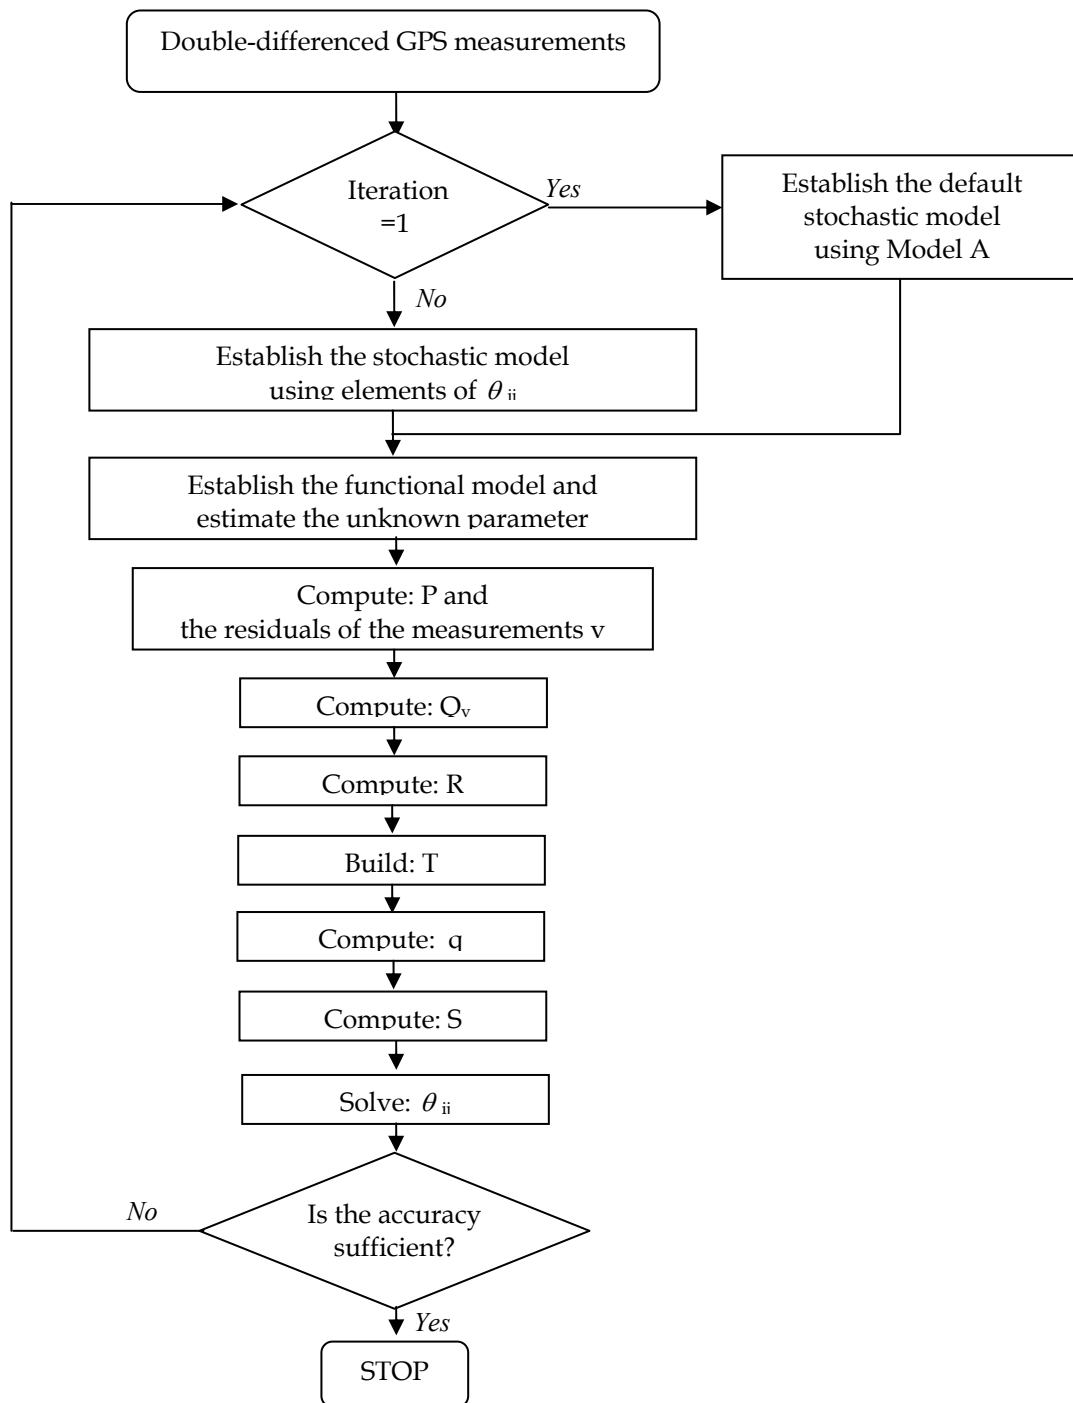 Double-differenced GPS measurements
Iteration
=1
Yes
Establish the default
stochastic model
using Model A
No
Establish the stochastic model
using elements of θ ij
Establish the functional model and
estimate the unknown parameter
Compute: P and
the residuals of the measurements v
Compute: Qv
Compute: R
Build: T
Compute: q
Compute: S
Solve: θ ij
Is the accuracy
sufficient?
No
Yes
STOP